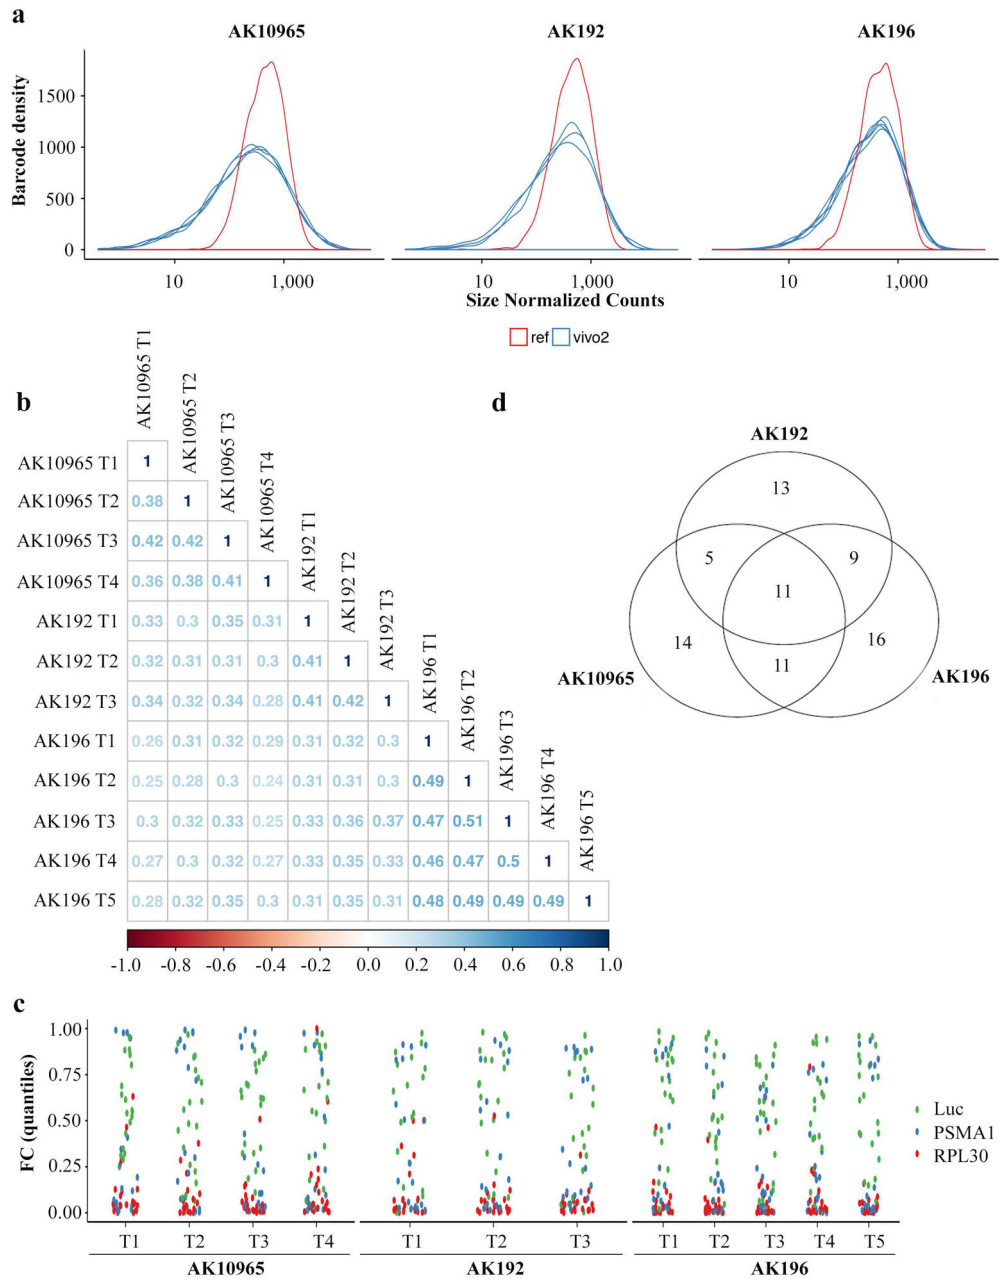 a
AK10965 AK192 AK196
Barcode density
1500
1000
500
0
10 1,000 10 1,000 10 1,000
Size Normalized Counts
ref vivo2
b
AK10965 T1
AK10965 T2
AK10965 T3
AK10965 T4
AK192 T1
AK192 T2
AK192 T3
AK196 T1
AK196 T2
AK196 T3
AK196 T4
AK196 T5
AK10965 T1 1
AK10965 T2 0.38 1
AK10965 T3 0.42 0.42 1
AK10965 T4 0.36 0.38 0.41 1
AK192 T1 0.33 0.3 0.35 0.31 1
AK192 T2 0.32 0.31 0.31 0.3 0.41 1
AK192 T3 0.34 0.32 0.34 0.28 0.41 0.42 1
AK196 T1 0.26 0.31 0.32 0.29 0.31 0.32 0.3 1
AK196 T2 0.25 0.28 0.3 0.24 0.31 0.31 0.3 0.49 1
AK196 T3 0.3 0.32 0.33 0.25 0.33 0.36 0.37 0.47 0.51 1
AK196 T4 0.27 0.3 0.32 0.27 0.33 0.35 0.33 0.46 0.47 0.5 1
AK196 T5 0.28 0.32 0.35 0.3 0.31 0.35 0.31 0.48 0.49 0.49 0.49 1
-1.0 -0.8 -0.6 -0.4 -0.2 0.0 0.2 0.4 0.6 0.8 1.0
d
AK192
13
5 9
11
14 16
11
AK10965 AK196
c
FC (quantiles)
1.00
0.75
0.50
0.25
0.00
Luc
PSMA1
RPL30
T1 T2 T3 T4 T1 T2 T3 T1 T2 T3 T4 T5
AK10965 AK192 AK196